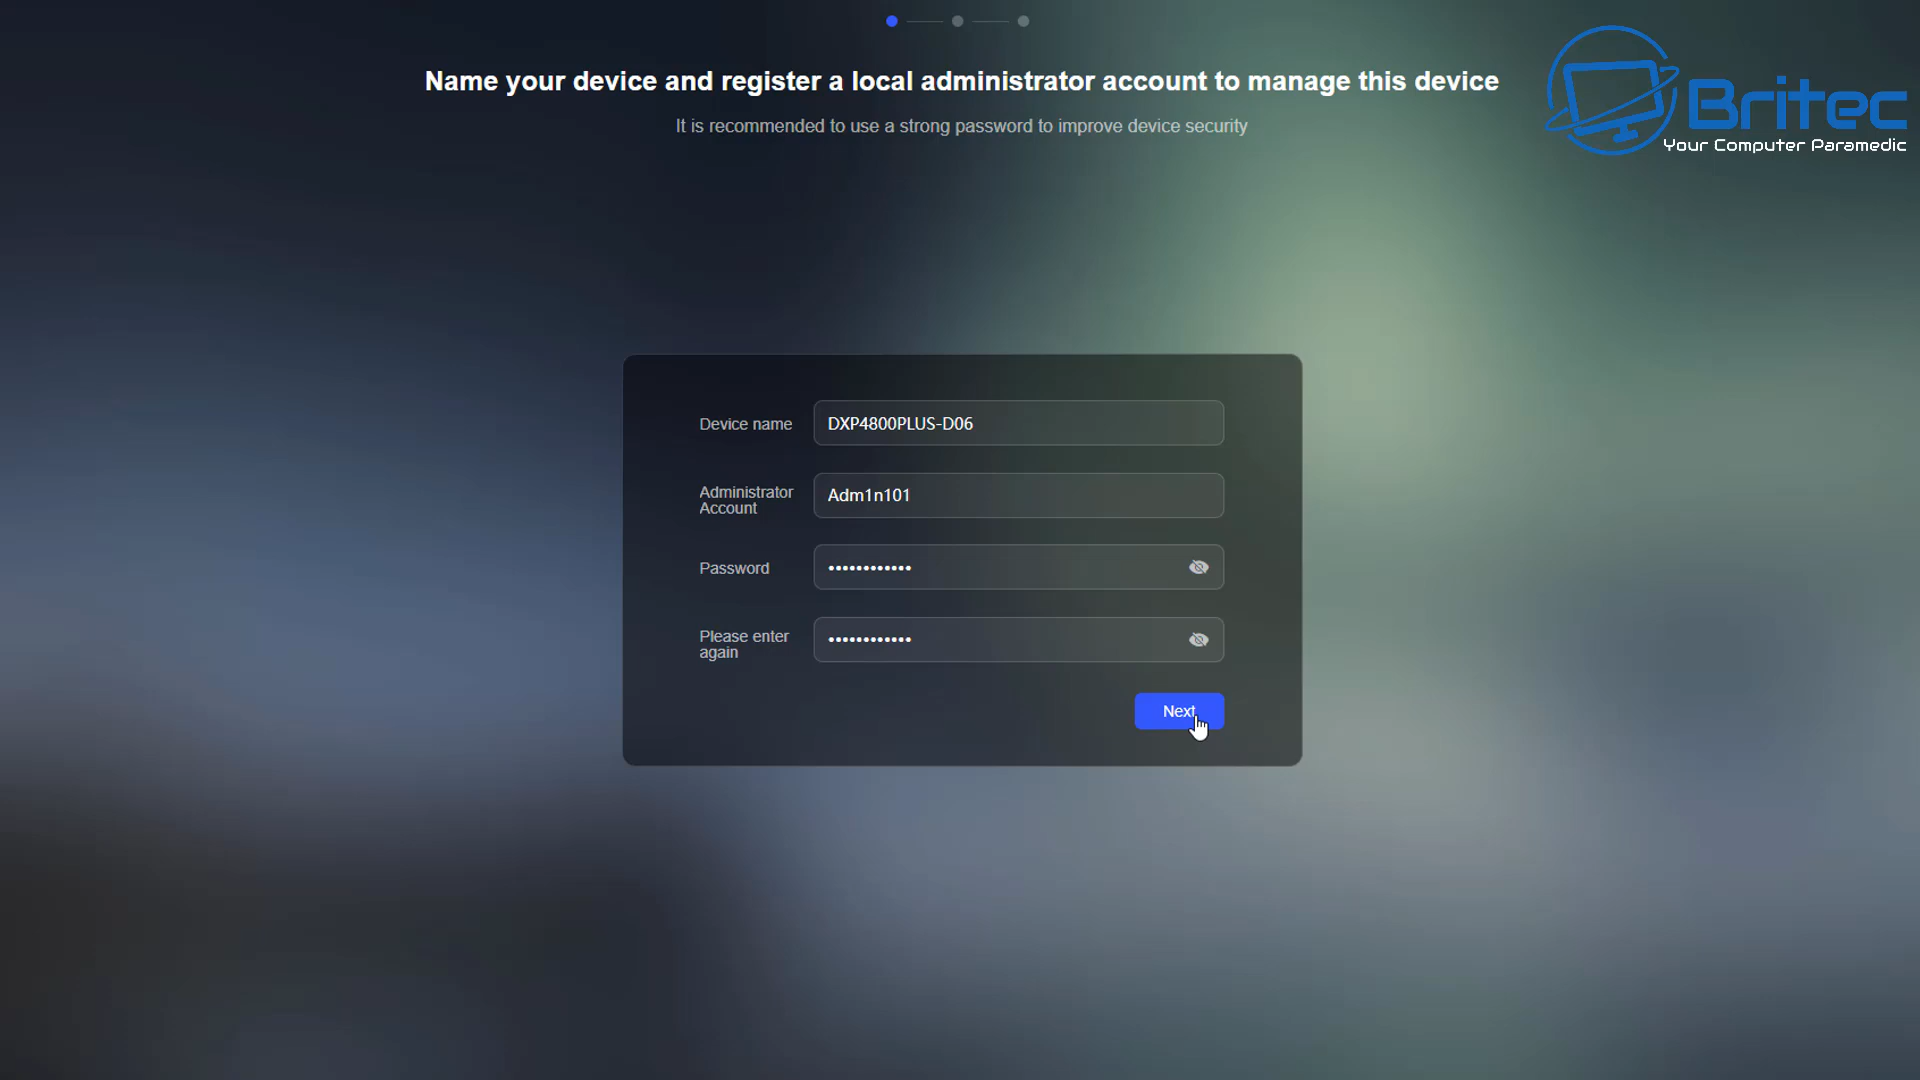 Name your device and register a local administrator account to manage this device
It is recommended to use a strong password to improve device security
Britec
Your Computer Paramedic
Device name
DXP4800PLUS-D06
Administrator
Account
Adm1n101
Password
••••••••••••
Please enter
again
••••••••••••
Next